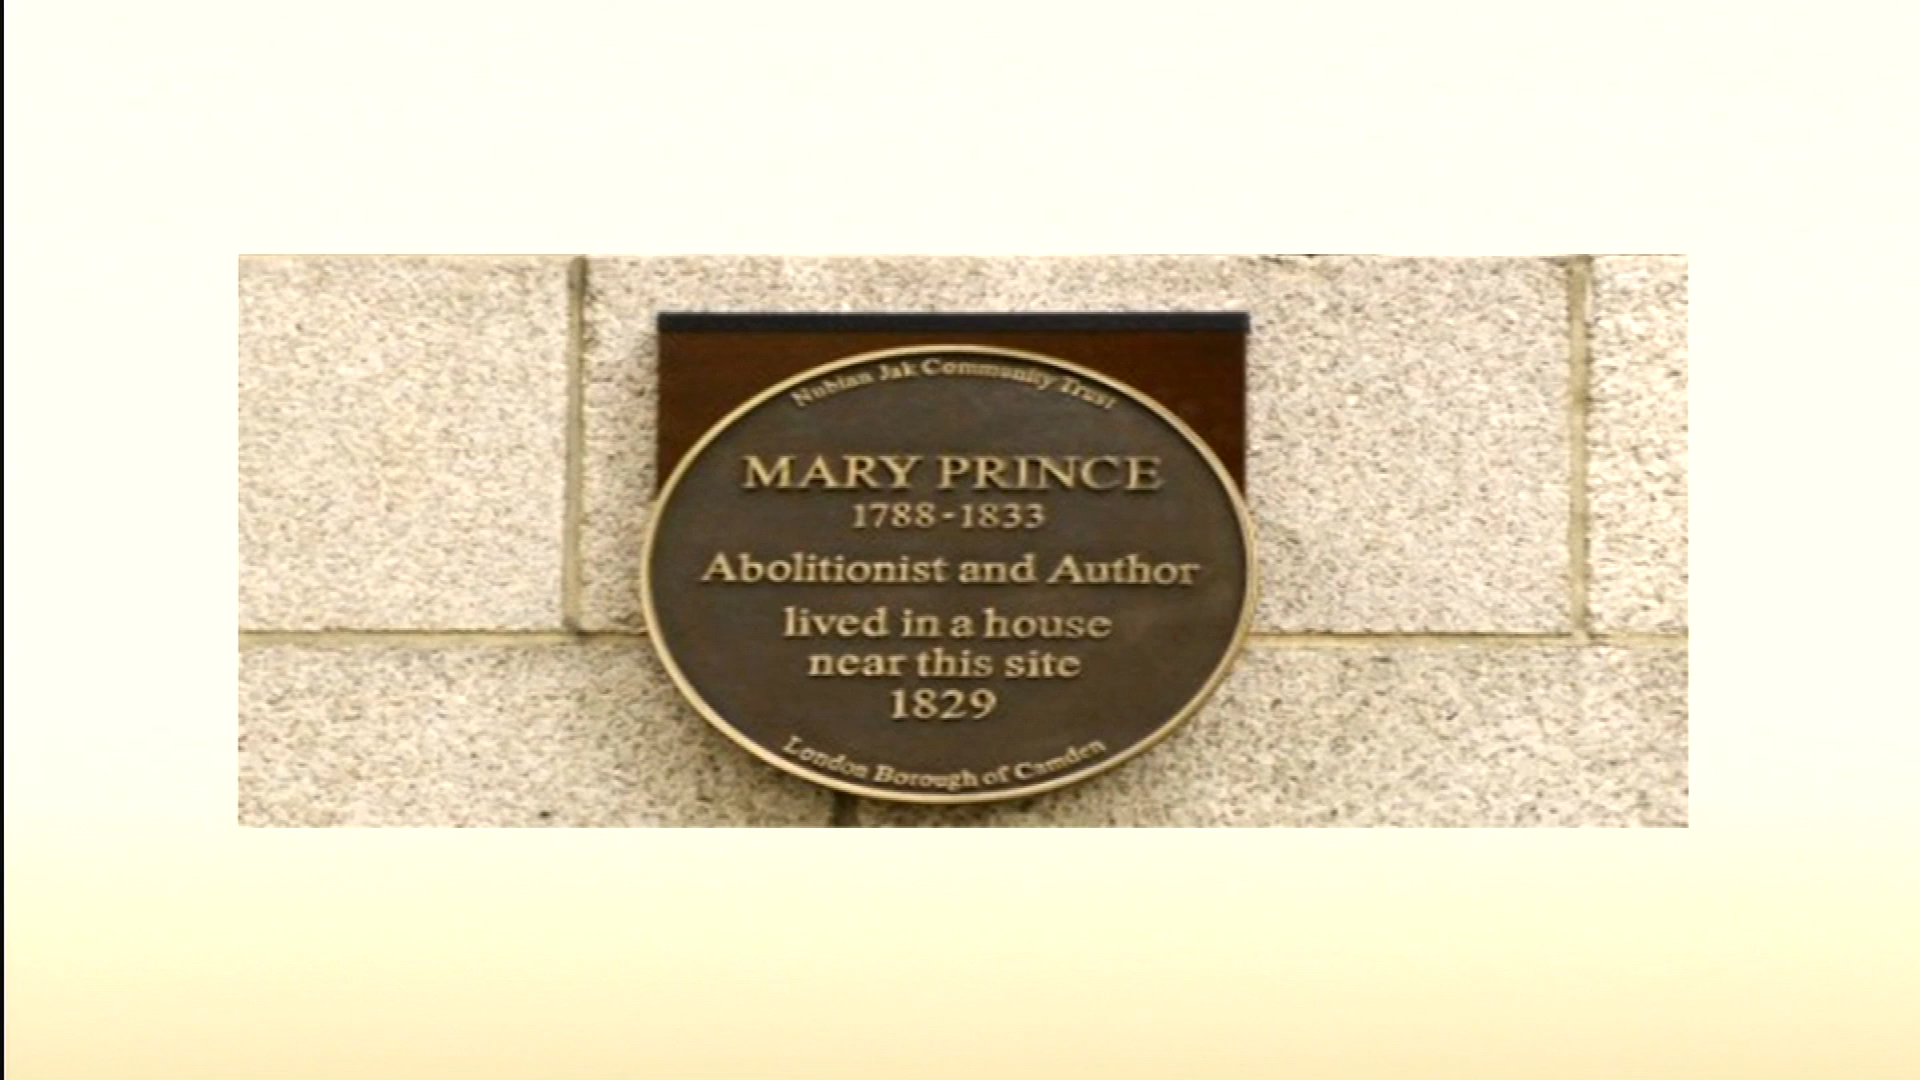 Nubian Jak Community Trust
MARY PRINCE
1788-1833
Abolitionist and Author
lived in a house
near this site
1829
London Borough of Camden